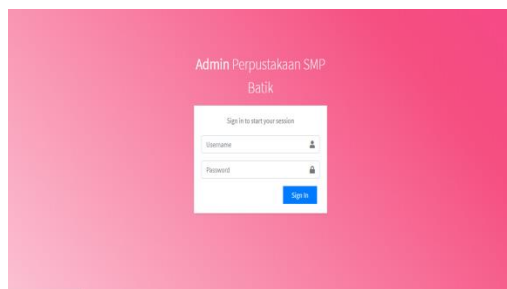 Admin Perpustakaan SMP
Batik
Sign in to start your session
Username
Password
Sign In